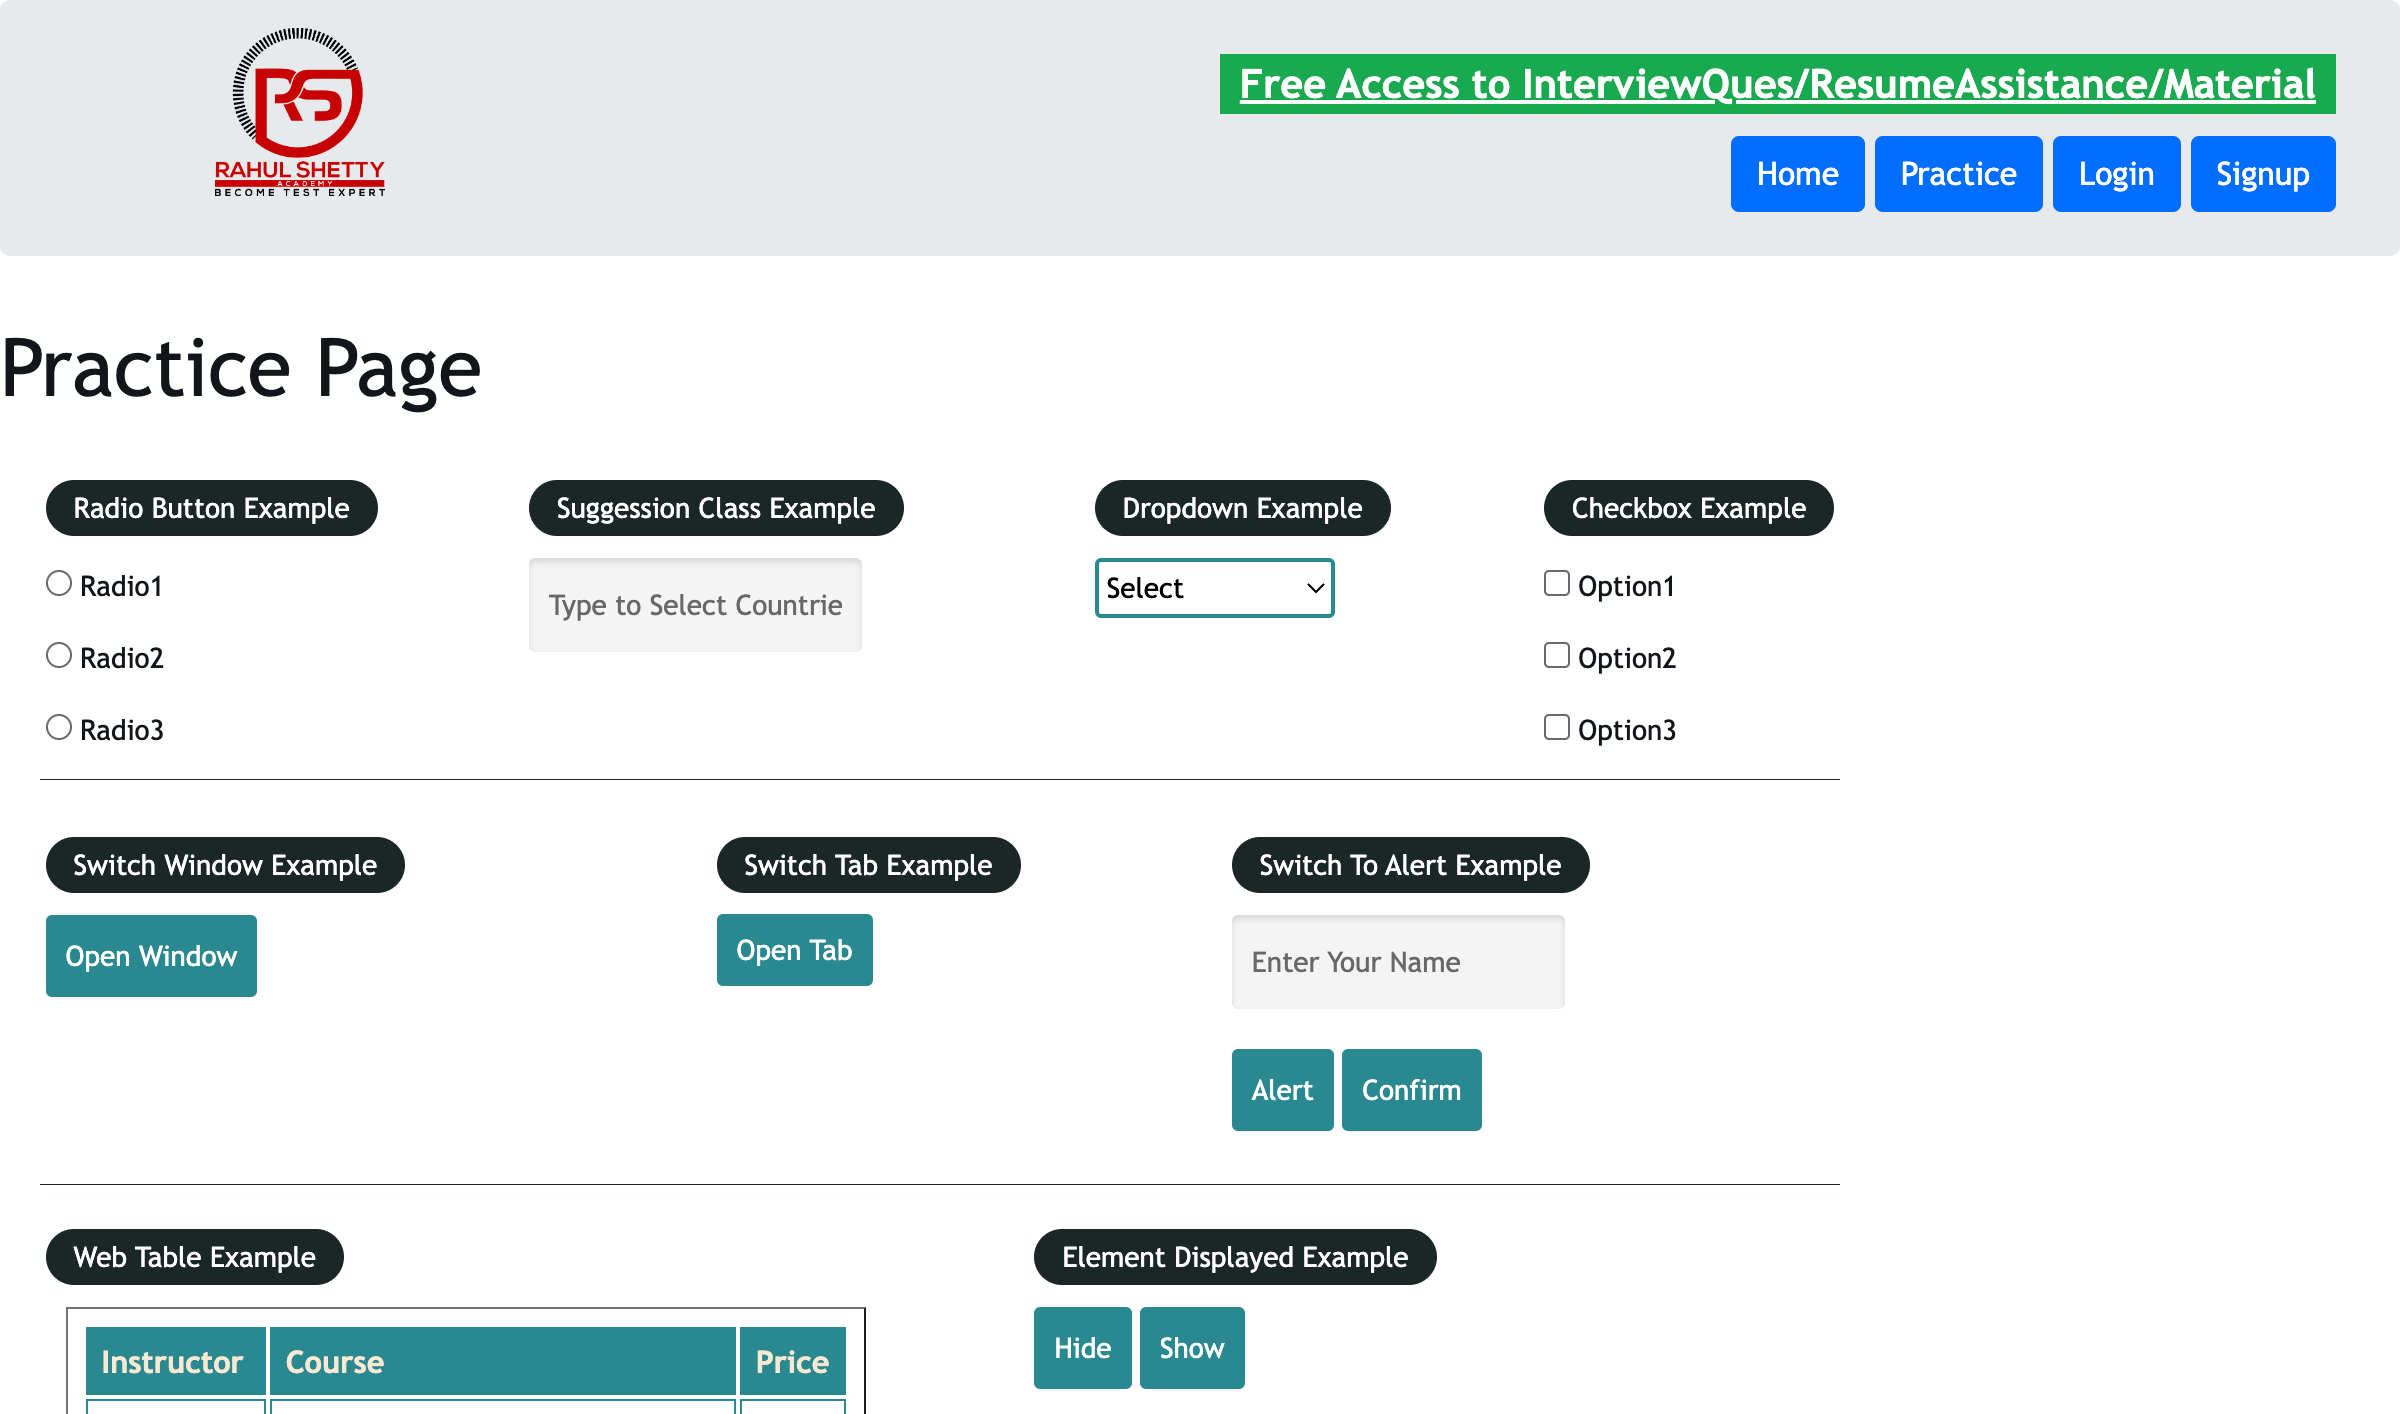 RAHUL SHETTY
ACADEMY
BECOME TEST EXPERT
Free Access to InterviewQues/ResumeAssistance/Material
Home Practice Login Signup
Practice Page
Radio Button Example
Radio1
Radio2
Radio3
Suggession Class Example
Type to Select Countrie
Dropdown Example
Select
Checkbox Example
Option1
Option2
Option3
Switch Window Example
Open Window
Switch Tab Example
Open Tab
Switch To Alert Example
Enter Your Name
Alert Confirm
Web Table Example
Instructor Course Price
Element Displayed Example
Hide Show